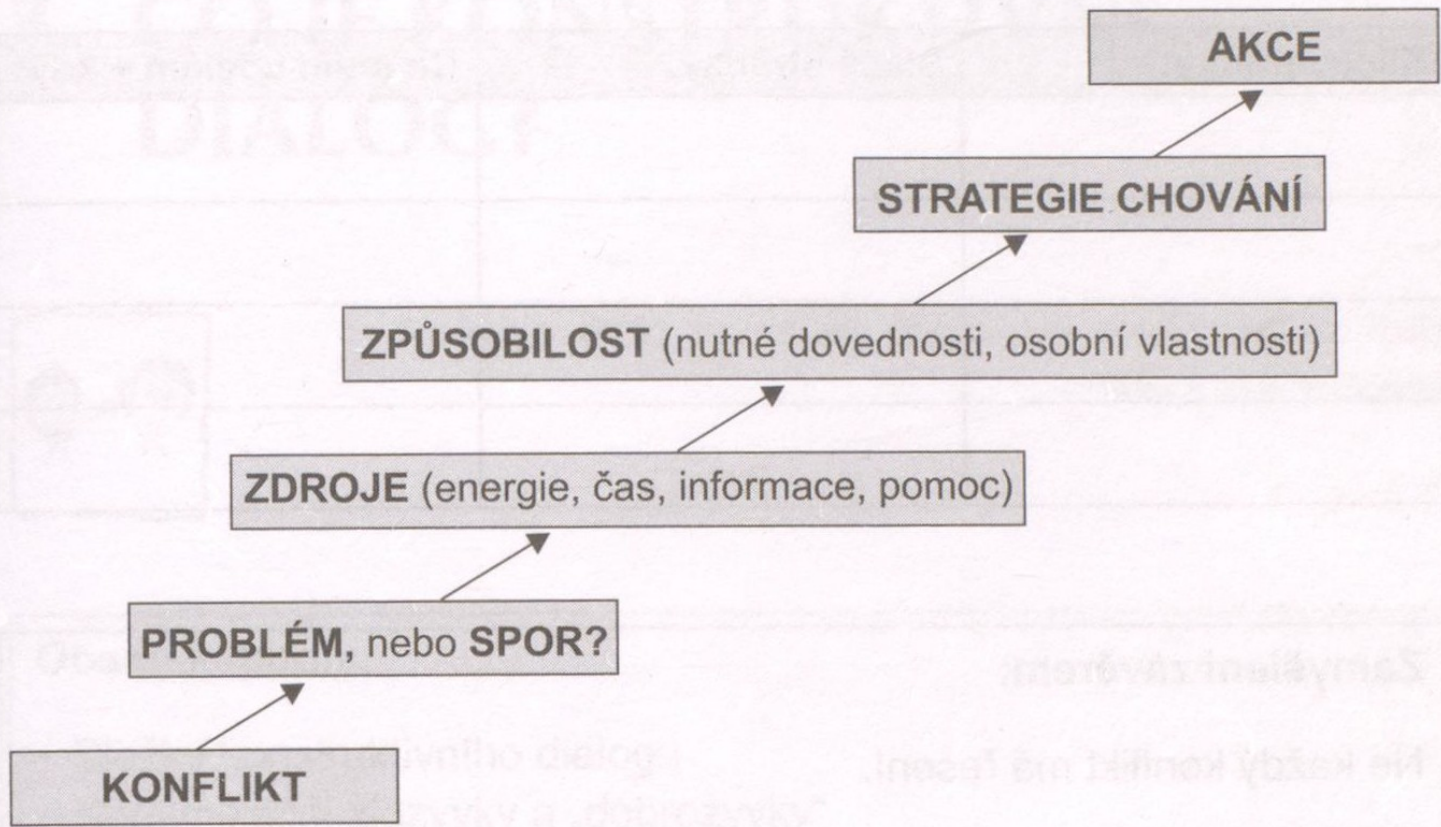 AKCE
STRATEGIE CHOVÁNÍ
ZPŮSOBILOST (nutné dovednosti, osobní vlastnosti)
ZDROJE (energie, čas, informace, pomoc)
PROBLÉM, nebo SPOR?
KONFLIKT
Zamyšlení závěrem:
Ne každý konflikt má řešení.
DIALOGY